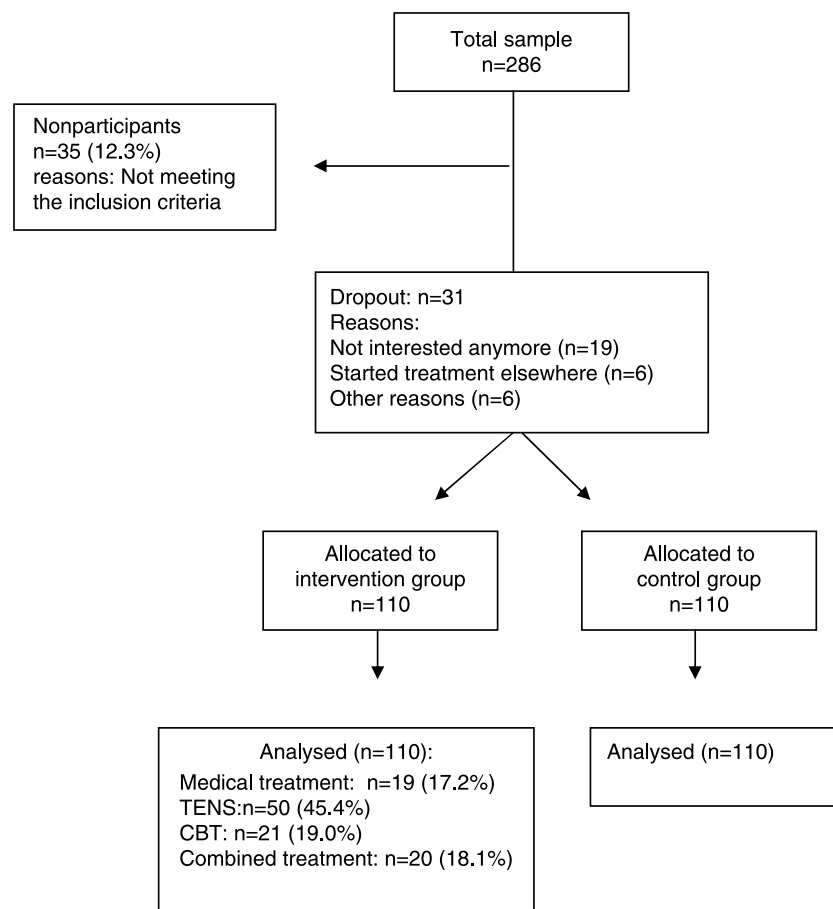 Total sample
n=286
Nonparticipants
n=35 (12.3%)
reasons: Not meeting
the inclusion criteria
Dropout: n=31
Reasons:
Not interested anymore (n=19)
Started treatment elsewhere (n=6)
Other reasons (n=6)
Allocated to
intervention group
n=110
Allocated to
control group
n=110
Analysed (n=110):
Medical treatment:  n=19 (17.2%)
TENS:n=50 (45.4%)
CBT: n=21 (19.0%)
Combined treatment: n=20 (18.1%)
Analysed (n=110)